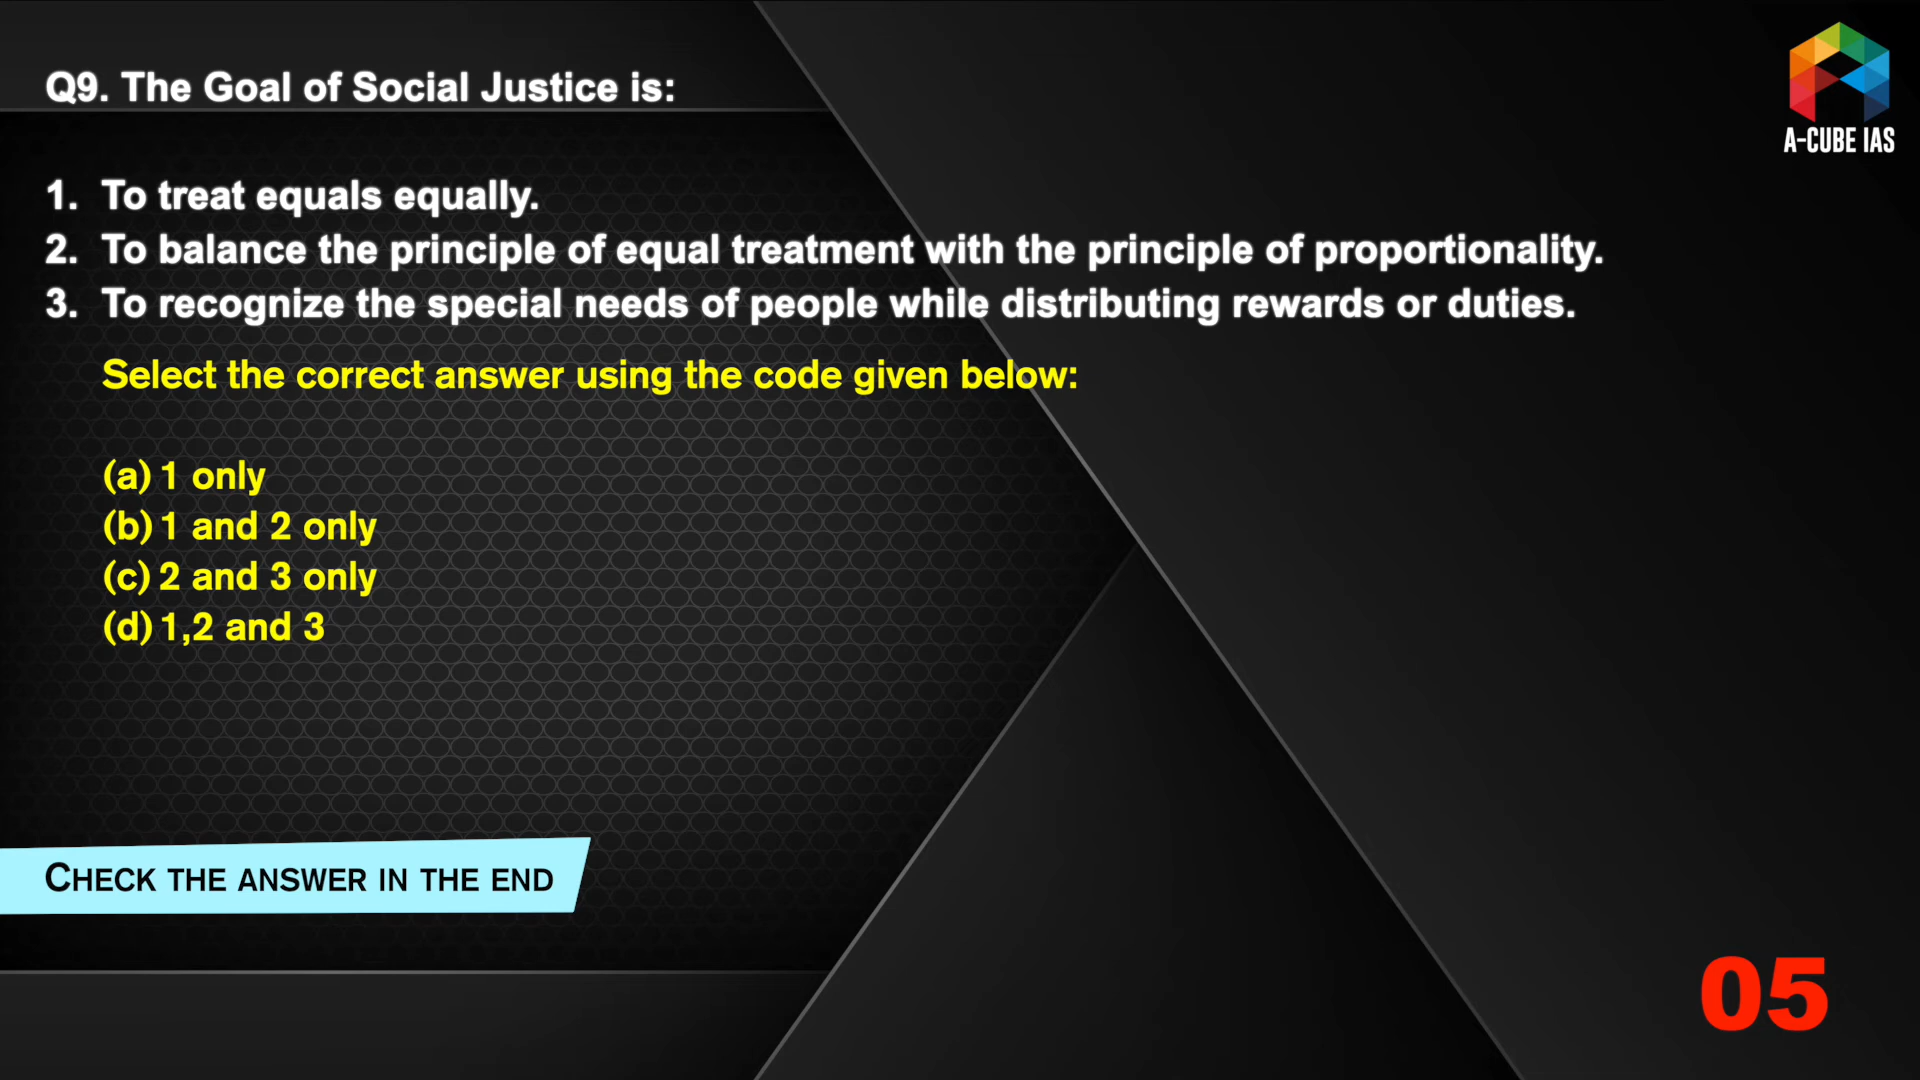 Q9. The Goal of Social Justice is:
A-CUBE IAS
1. To treat equals equally.
2. To balance the principle of equal treatment with the principle of proportionality.
3. To recognize the special needs of people while distributing rewards or duties.
Select the correct answer using the code given below:
(a) 1 only
(b) 1 and 2 only
(c) 2 and 3 only
(d) 1,2 and 3
CHECK THE ANSWER IN THE END
05